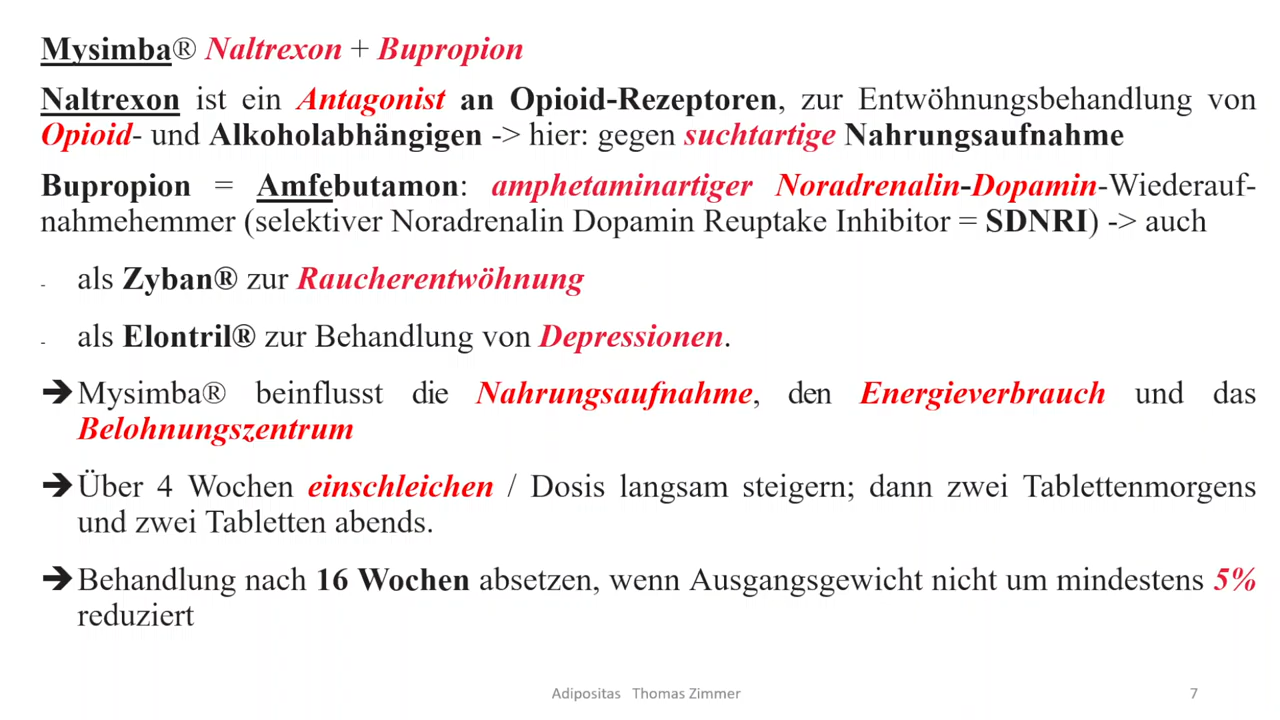 Mysimba® Naltrexon + Bupropion
Naltrexon ist ein Antagonist an Opioid-Rezeptoren, zur Entwöhnungsbehandlung von
Opioid- und Alkoholabhängigen -> hier: gegen suchtartige Nahrungsaufnahme
Bupropion = Amfebutamon: amphetaminartiger Noradrenalin-Dopamin-Wiederauf-
nahmehemmer (selektiver Noradrenalin Dopamin Reuptake Inhibitor = SDNRI) -> auch
- als Zyban® zur Raucherentwöhnung
- als Elontril® zur Behandlung von Depressionen.
➔ Mysimba® beinflusst die Nahrungsaufnahme, den Energieverbrauch und das
Belohnungszentrum
➔ Über 4 Wochen einschleichen / Dosis langsam steigern; dann zwei Tablettenmorgens
und zwei Tabletten abends.
➔ Behandlung nach 16 Wochen absetzen, wenn Ausgangsgewicht nicht um mindestens 5%
reduziert
Adipositas Thomas Zimmer
7